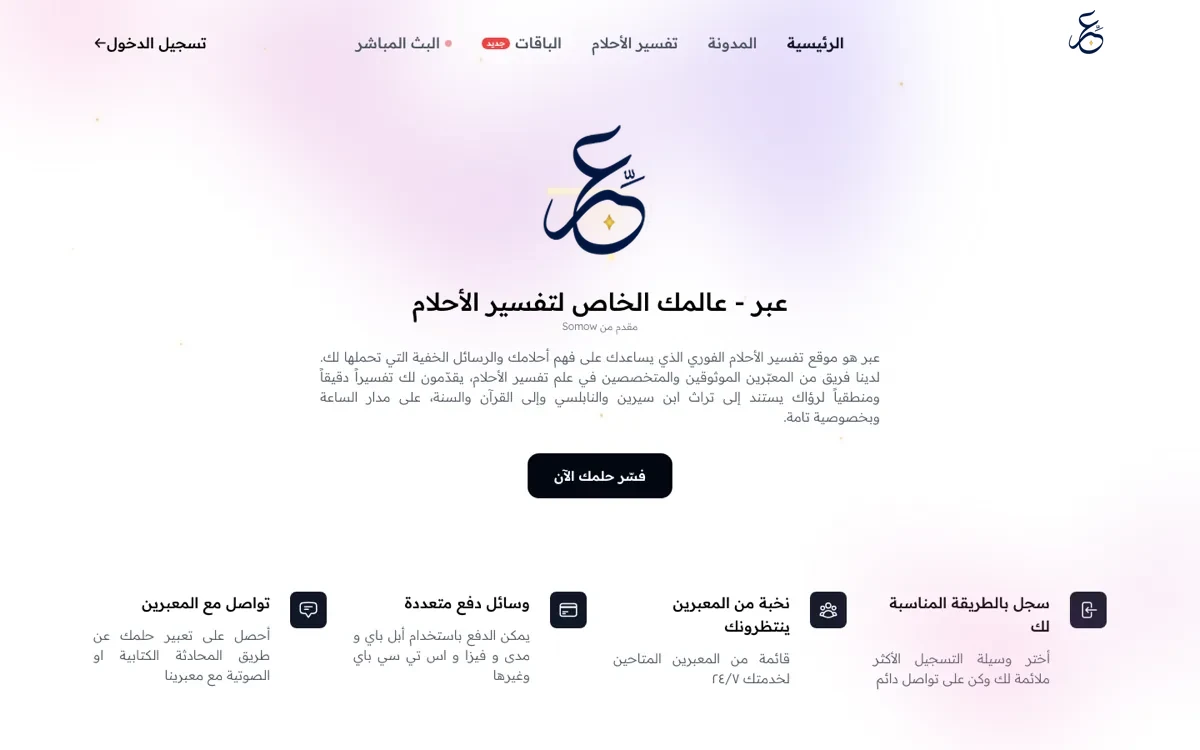 عبر
الرئيسية
المدونة
تفسير الأحلام
الباقات جديد
البث المباشر
تسجيل الدخول←
عبّر
عبر - عالمك الخاص لتفسير الأحلام
مقدم من Somow
عبر هو موقع تفسير الأحلام الفوري الذي يساعدك على فهم أحلامك والرسائل الخفية التي تحملها لك.
لدينا فريق من المعبّرين الموثوقين والمتخصصين في علم تفسير الأحلام، يقدّمون لك تفسيراً دقيقاً
ومنطقياً لرؤاك يستند إلى تراث ابن سيرين والنابلسي وإلى القرآن والسنة، على مدار الساعة
وبخصوصية تامة.
فسّر حلمك الآن
سجل بالطريقة المناسبة
لك
أختر وسيلة التسجيل الأكثر
ملائمة لك وكن على تواصل دائم
نخبة من المعبرين
ينتظرونك
قائمة من المعبرين المتاحين
لخدمتك ٢٤/٧
وسائل دفع متعددة
يمكن الدفع باستخدام أبل باي و
مدى و فيزا و اس تي سي باي
وغيرها
تواصل مع المعبرين
أحصل على تعبير حلمك عن
طريق المحادثة الكتابية او
الصوتية مع معبرينا